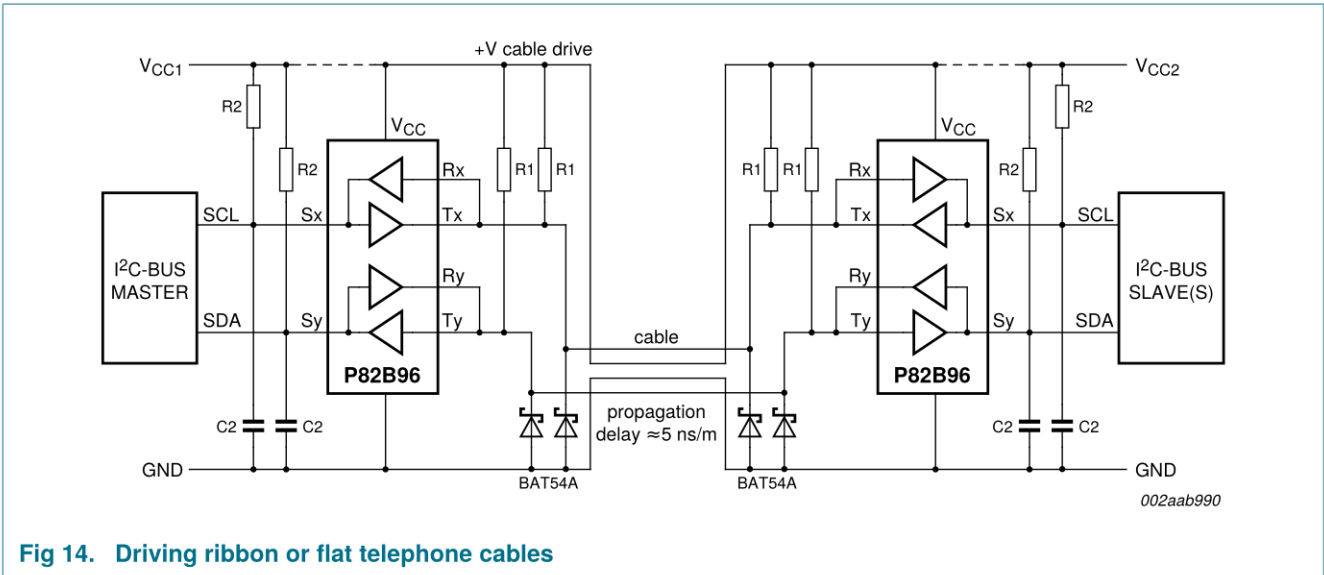 +V cable drive
VCC1
VCC2
R2
R2
VCC
VCC
R2
R2
Rx
R1
R1
R1
R1
Rx
SCL
Sx
Tx
Tx
Sx
SCL
I2C-BUS
MASTER
Ry
Ry
I2C-BUS
SLAVE(S)
SDA
Sy
Ty
Ty
Sy
SDA
cable
P82B96
P82B96
C2
C2
propagation
delay ≈5 ns/m
C2
C2
GND
GND
BAT54A
BAT54A
002aab990
Fig 14. Driving ribbon or flat telephone cables